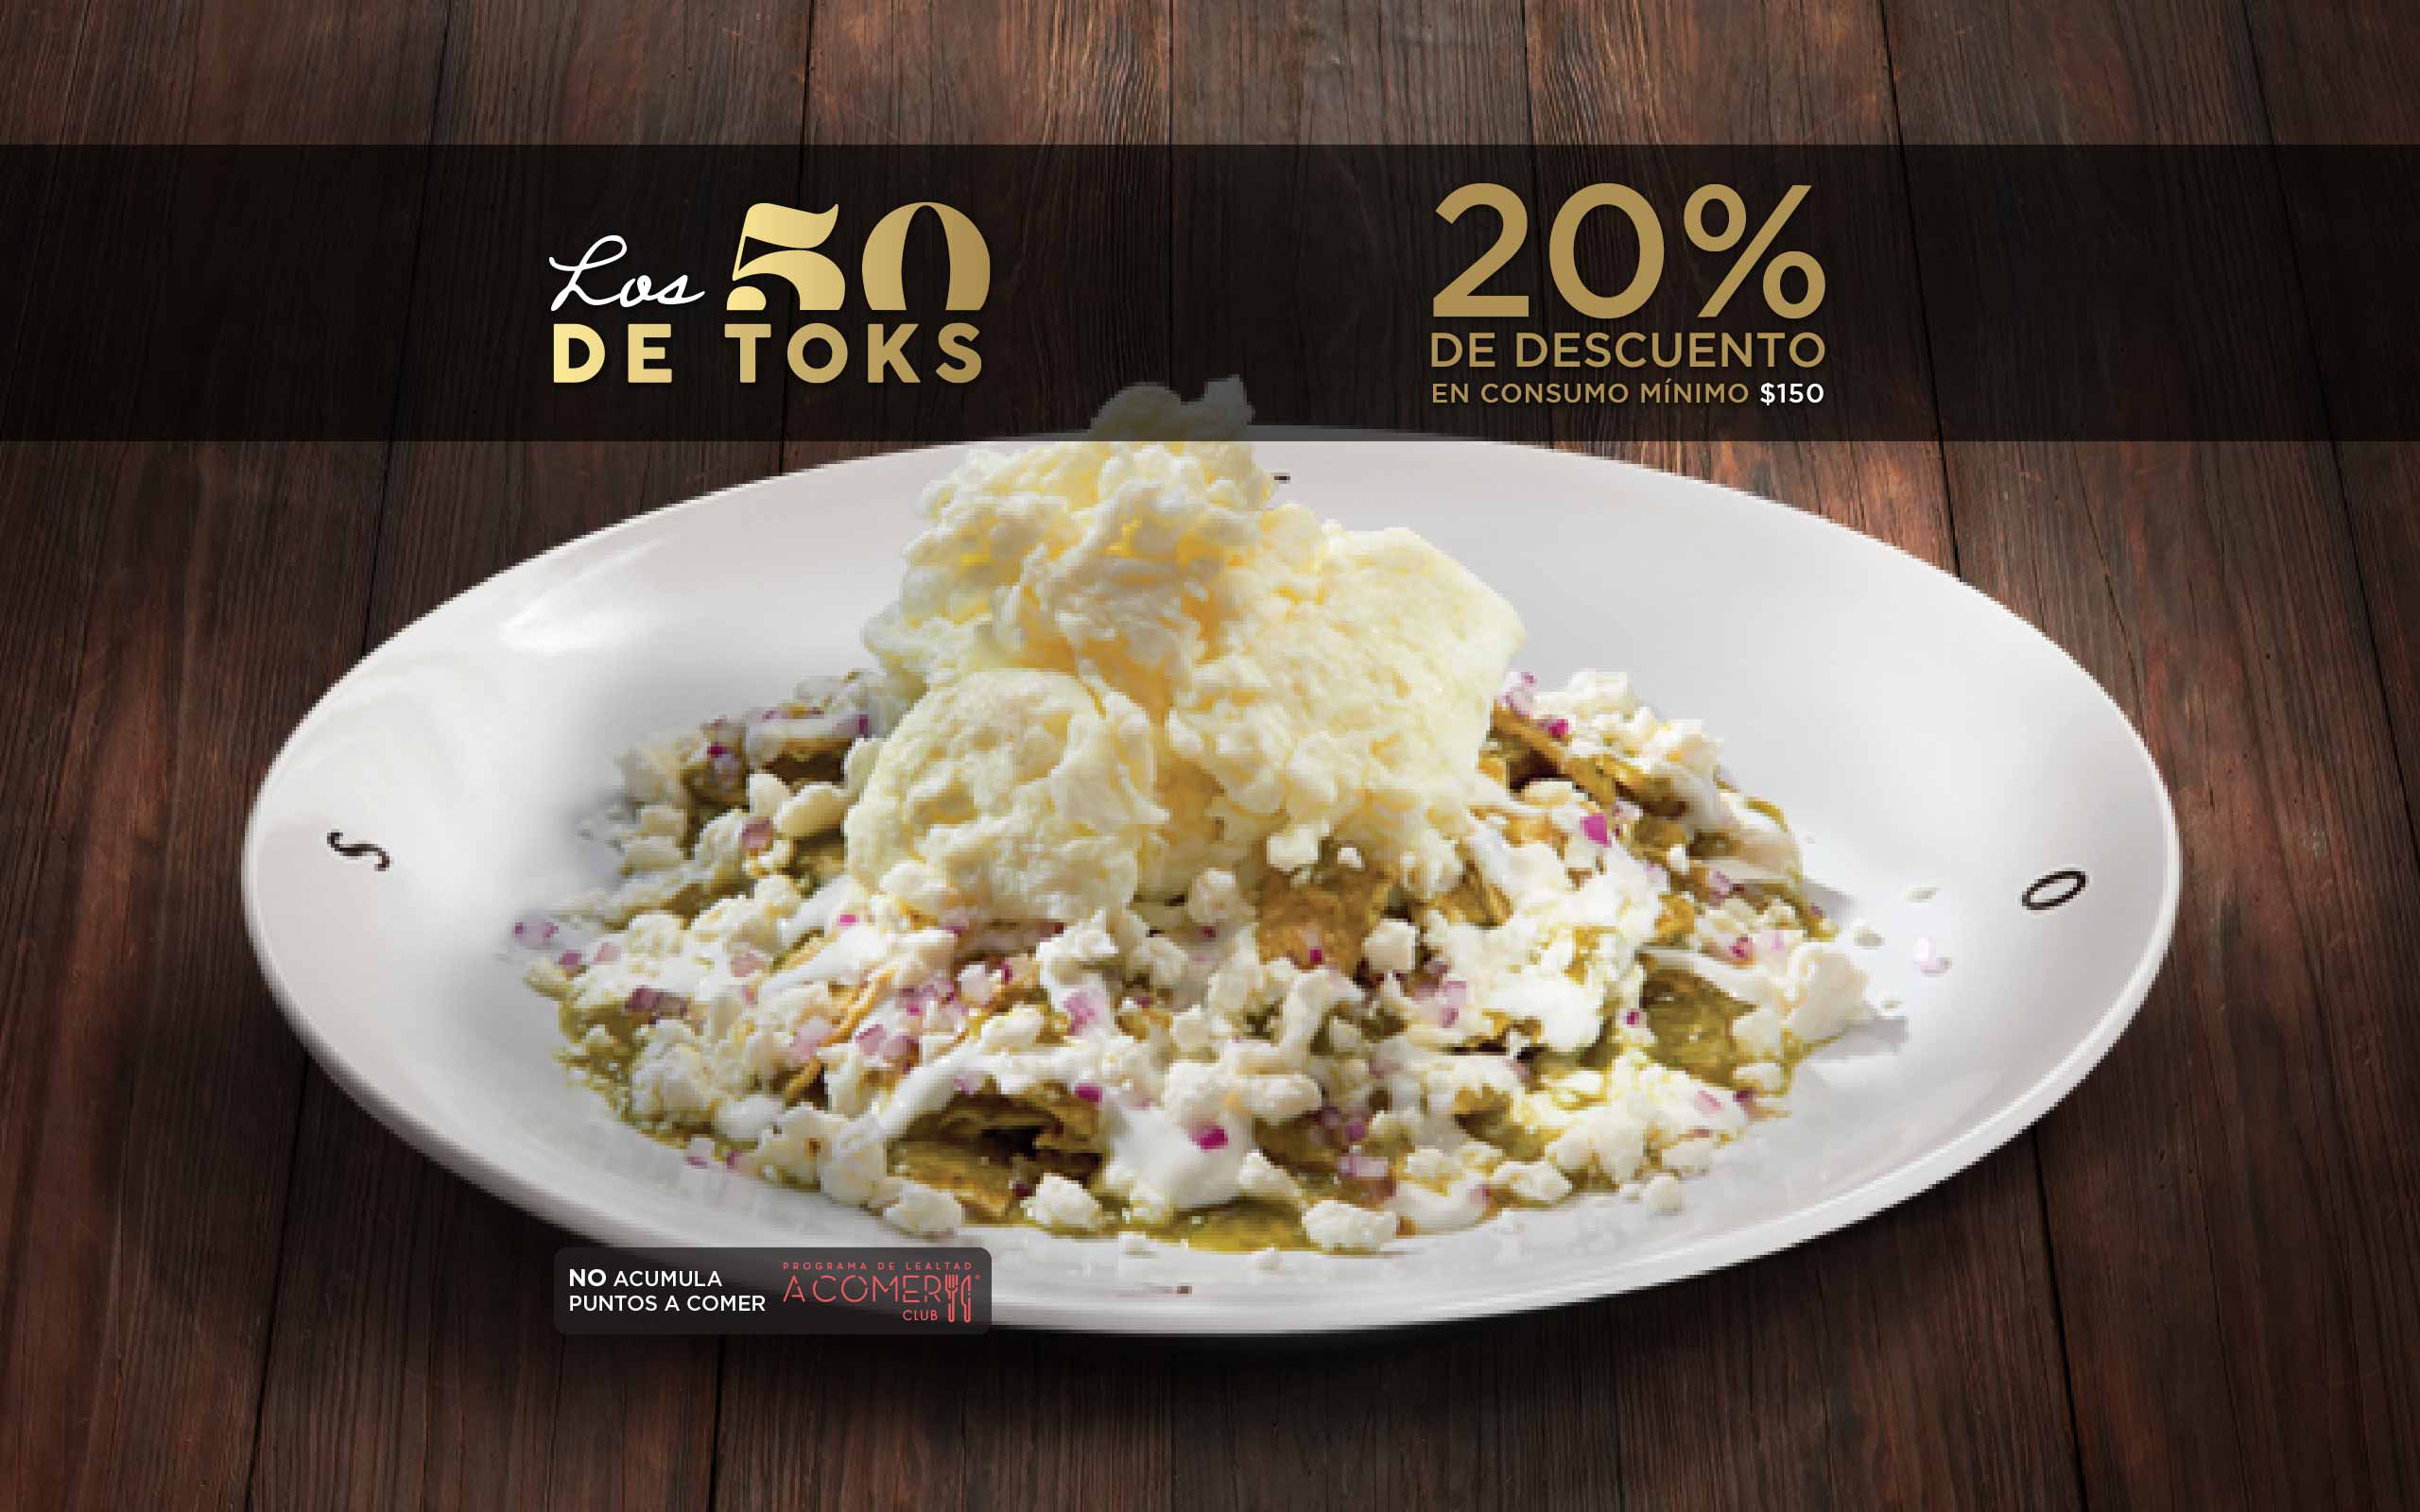 Los 50
DE TOKS
20%
DE DESCUENTO
EN CONSUMO MÍNIMO $150
S
O
NO ACUMULA
PUNTOS A COMER
PROGRAMA DE LEALTAD
A COMER
CLUB